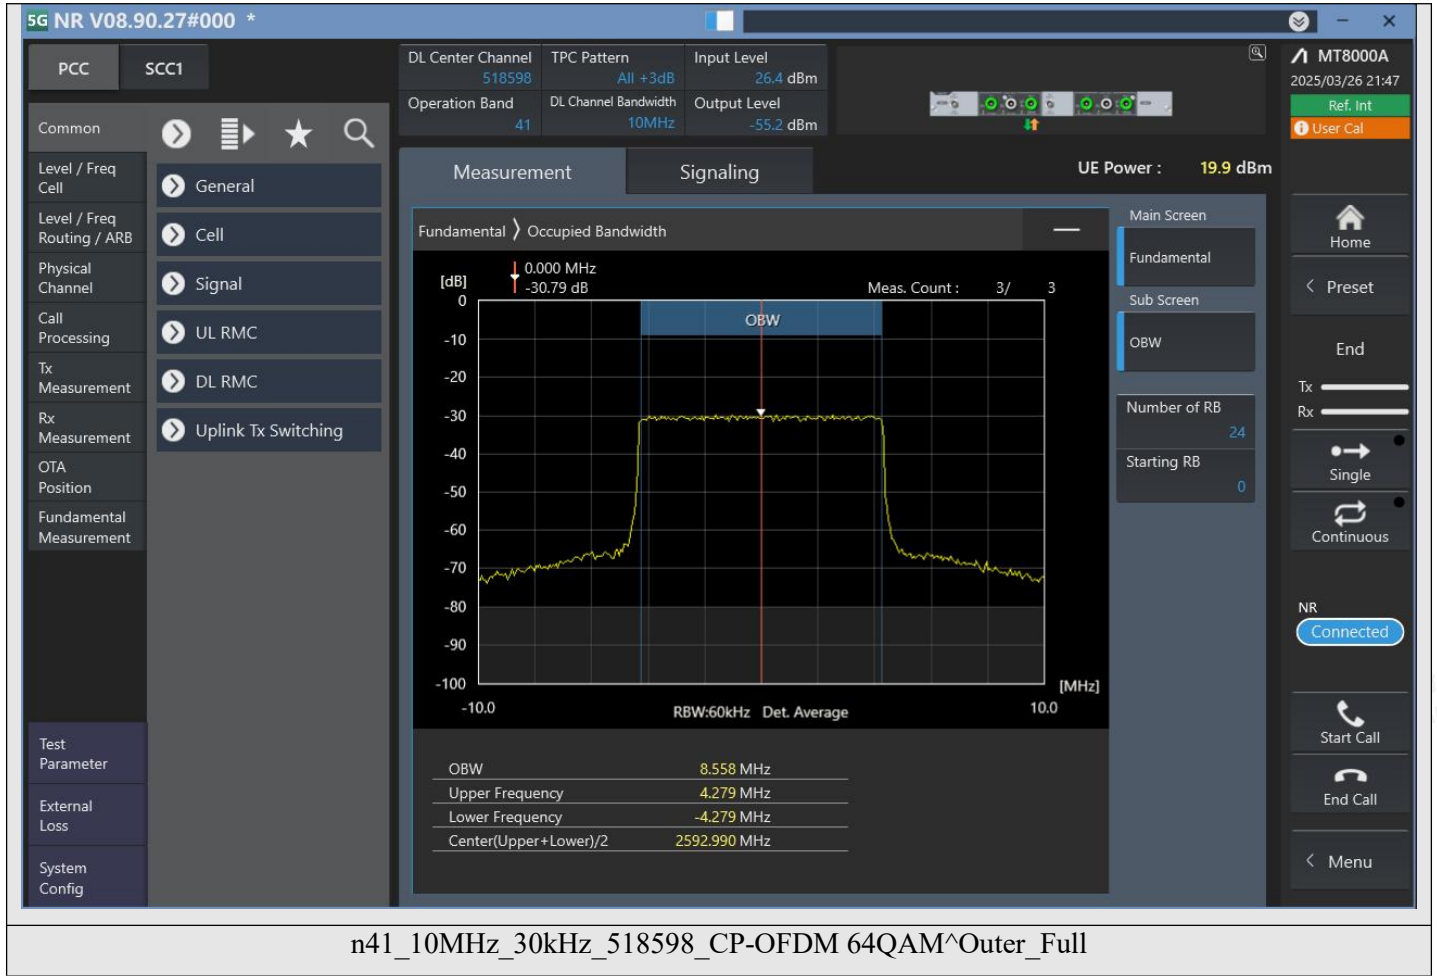 5G NR V08.90.27#000 *
PCC
SCC1
DL Center Channel
518598
TPC Pattern
All +3dB
Input Level
26.4 dBm
Operation Band
41
DL Channel Bandwidth
10MHz
Output Level
-55.2 dBm
MT8000A
2025/03/26 21:47
Ref. Int
User Cal
Common
Level / Freq
Cell
Level / Freq
Routing / ARB
Physical
Channel
Call
Processing
Tx
Measurement
Rx
Measurement
OTA
Position
Fundamental
Measurement
Test
Parameter
External
Loss
System
Config
General
Cell
Signal
UL RMC
DL RMC
Uplink Tx Switching
Measurement
Signaling
UE Power : 19.9 dBm
Fundamental
Occupied Bandwidth
[dB]
0.000 MHz
-30.79 dB
Meas. Count : 3/ 3
OBW
0
-10
-20
-30
-40
-50
-60
-70
-80
-90
-100
[MHz]
-10.0
RBW:60kHz Det. Average
10.0
OBW 8.558 MHz
Upper Frequency 4.279 MHz
Lower Frequency -4.279 MHz
Center(Upper+Lower)/2 2592.990 MHz
Main Screen
Fundamental
Sub Screen
OBW
Number of RB
24
Starting RB
0
Home
< Preset
End
Tx
Rx
Single
Continuous
NR
Connected
Start Call
End Call
< Menu
n41_10MHz_30kHz_518598_CP-OFDM 64QAM^Outer_Full